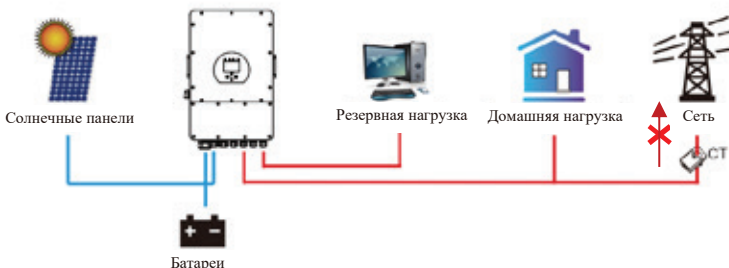 Солнечные панели
Резервная нагрузка
Домашняя нагрузка
Сеть
CT
Батареи